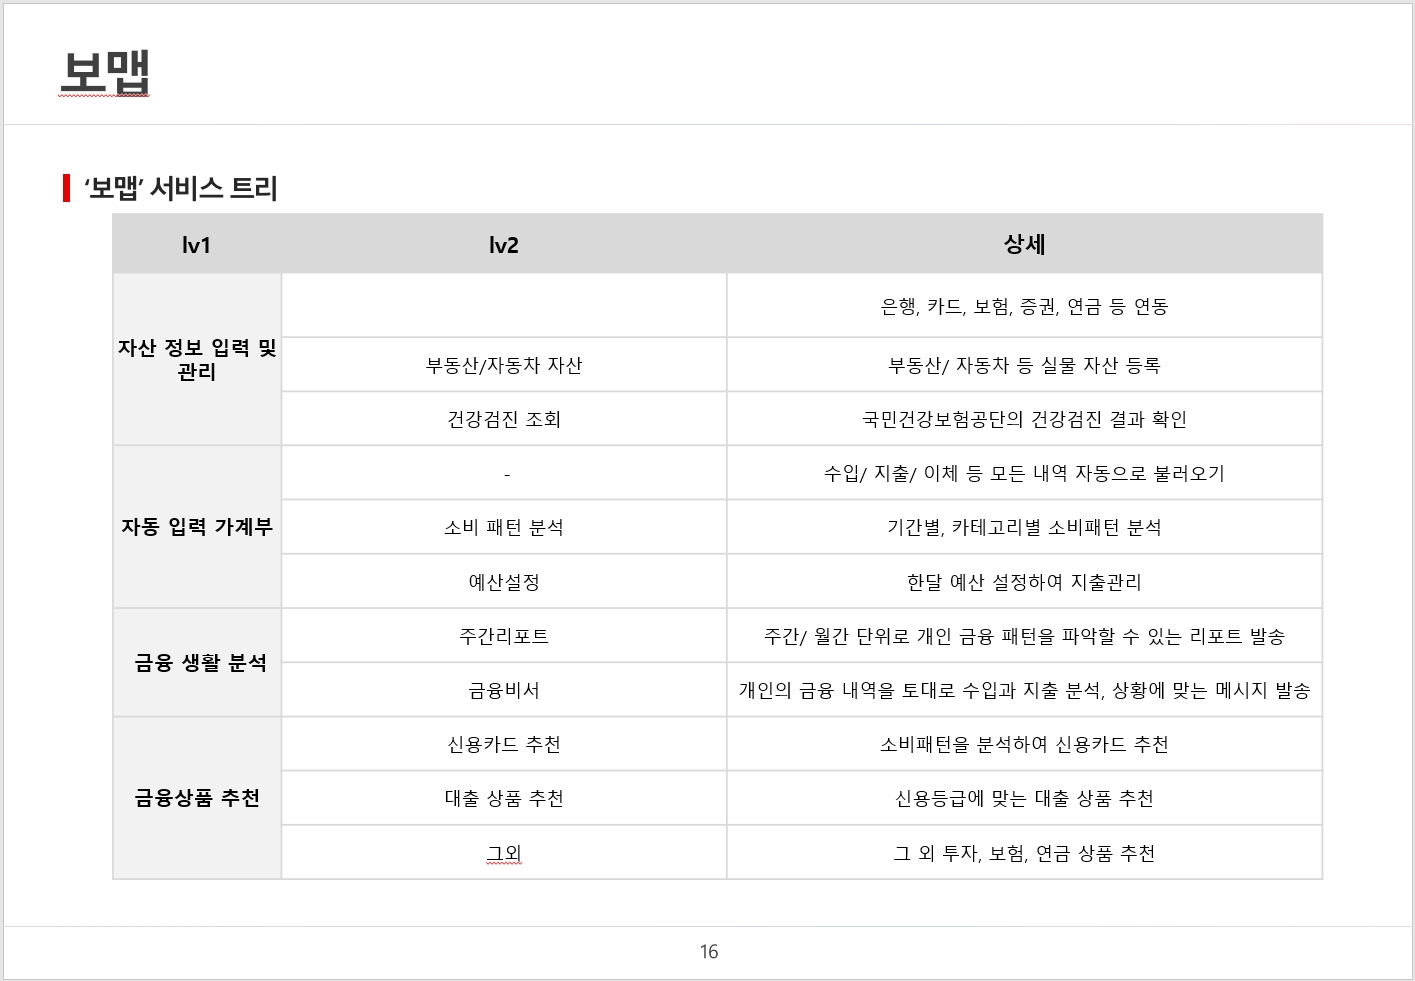 보맵
‘보맵’ 서비스 트리
lv1 lv2 상세
은행, 카드, 보험, 증권, 연금 등 연동
자산 정보 입력 및
관리
부동산/자동차 자산 부동산/ 자동차 등 실물 자산 등록
건강검진 조회 국민건강보험공단의 건강검진 결과 확인
- 수입/ 지출/ 이체 등 모든 내역 자동으로 불러오기
자동 입력 가계부 소비 패턴 분석 기간별, 카테고리별 소비패턴 분석
예산설정 한달 예산 설정하여 지출관리
금융 생활 분석
주간리포트 주간/ 월간 단위로 개인 금융 패턴을 파악할 수 있는 리포트 발송
금융비서 개인의 금융 내역을 토대로 수입과 지출 분석, 상황에 맞는 메시지 발송
신용카드 추천 소비패턴을 분석하여 신용카드 추천
금융상품 추천 대출 상품 추천 신용등급에 맞는 대출 상품 추천
그외 그 외 투자, 보험, 연금 상품 추천
16